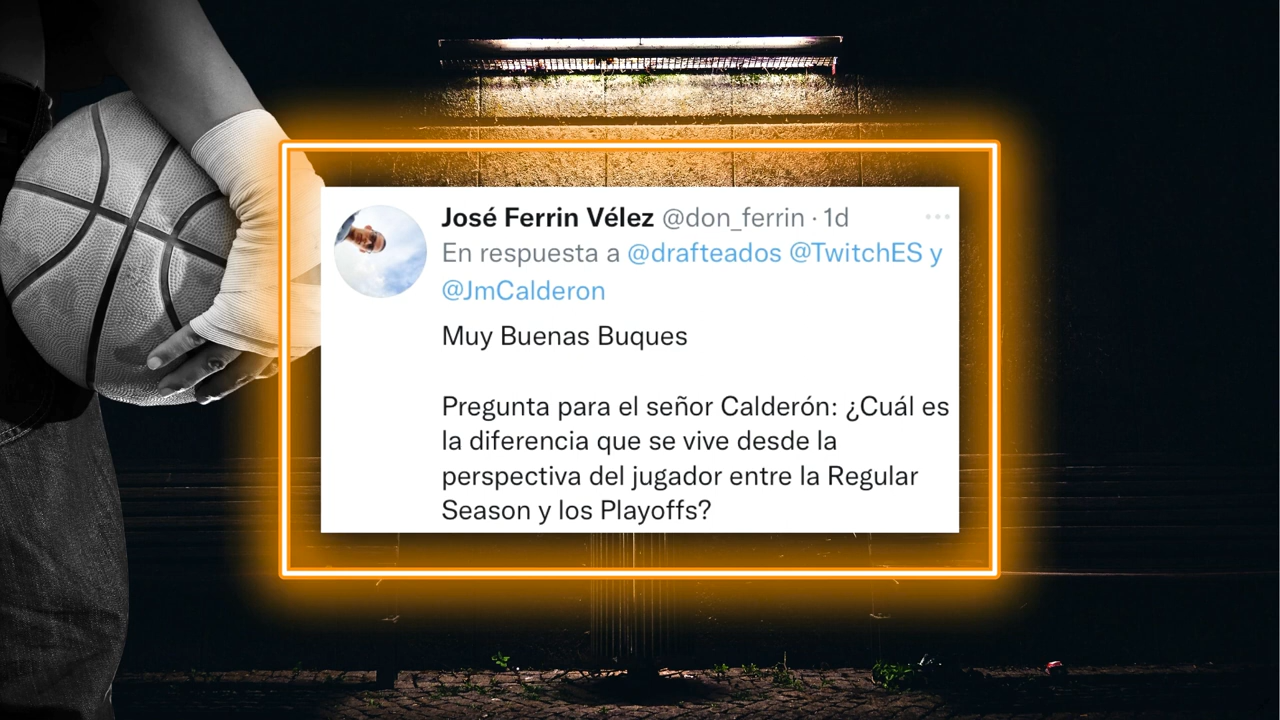 José Ferrin Vélez @don_ferrin · 1d
En respuesta a @drafteados @TwitchES y
@JmCalderon
Muy Buenas Buques
Pregunta para el señor Calderón: ¿Cuál es
la diferencia que se vive desde la
perspectiva del jugador entre la Regular
Season y los Playoffs?